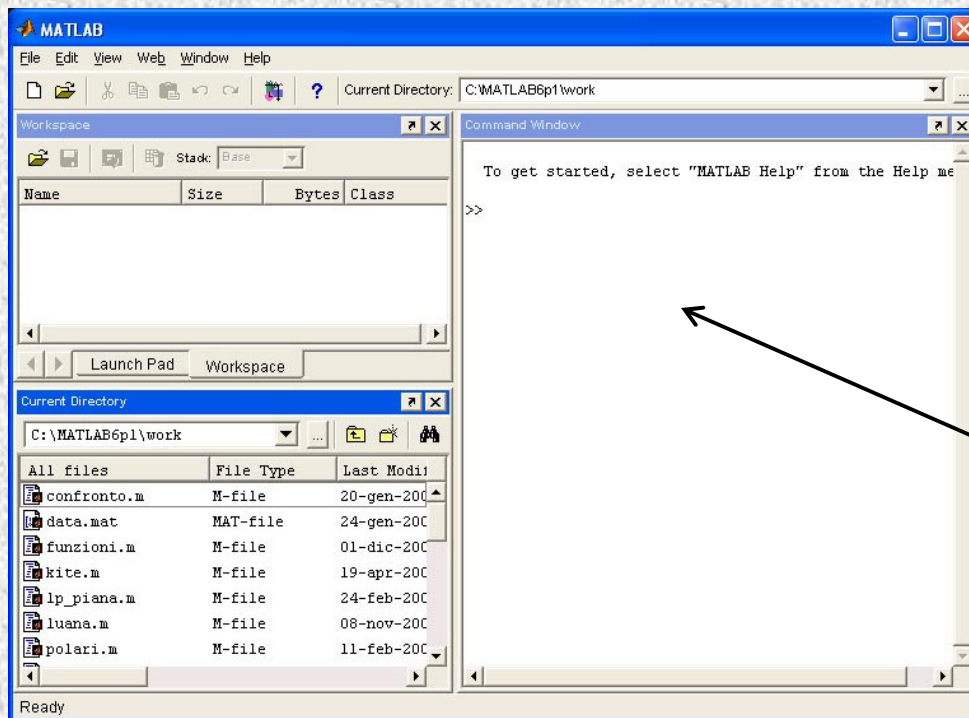 MATLAB
File Edit View Web Window Help
? Current Directory: C:\MATLAB6p1\work ...
Workspace
Stack: Base
Name Size Bytes Class
Launch Pad Workspace
Current Directory
C:\MATLAB6p1\work ...
All files File Type Last Modi
confronto.m M-file 20-gen-200
data.mat MAT-file 24-gen-200
funzioni.m M-file 01-dic-200
kite.m M-file 19-apr-200
lp_piana.m M-file 24-feb-200
luana.m M-file 08-nov-200
polari.m M-file 11-feb-200
Command Window
To get started, select "MATLAB Help" from the Help me
>>
Ready